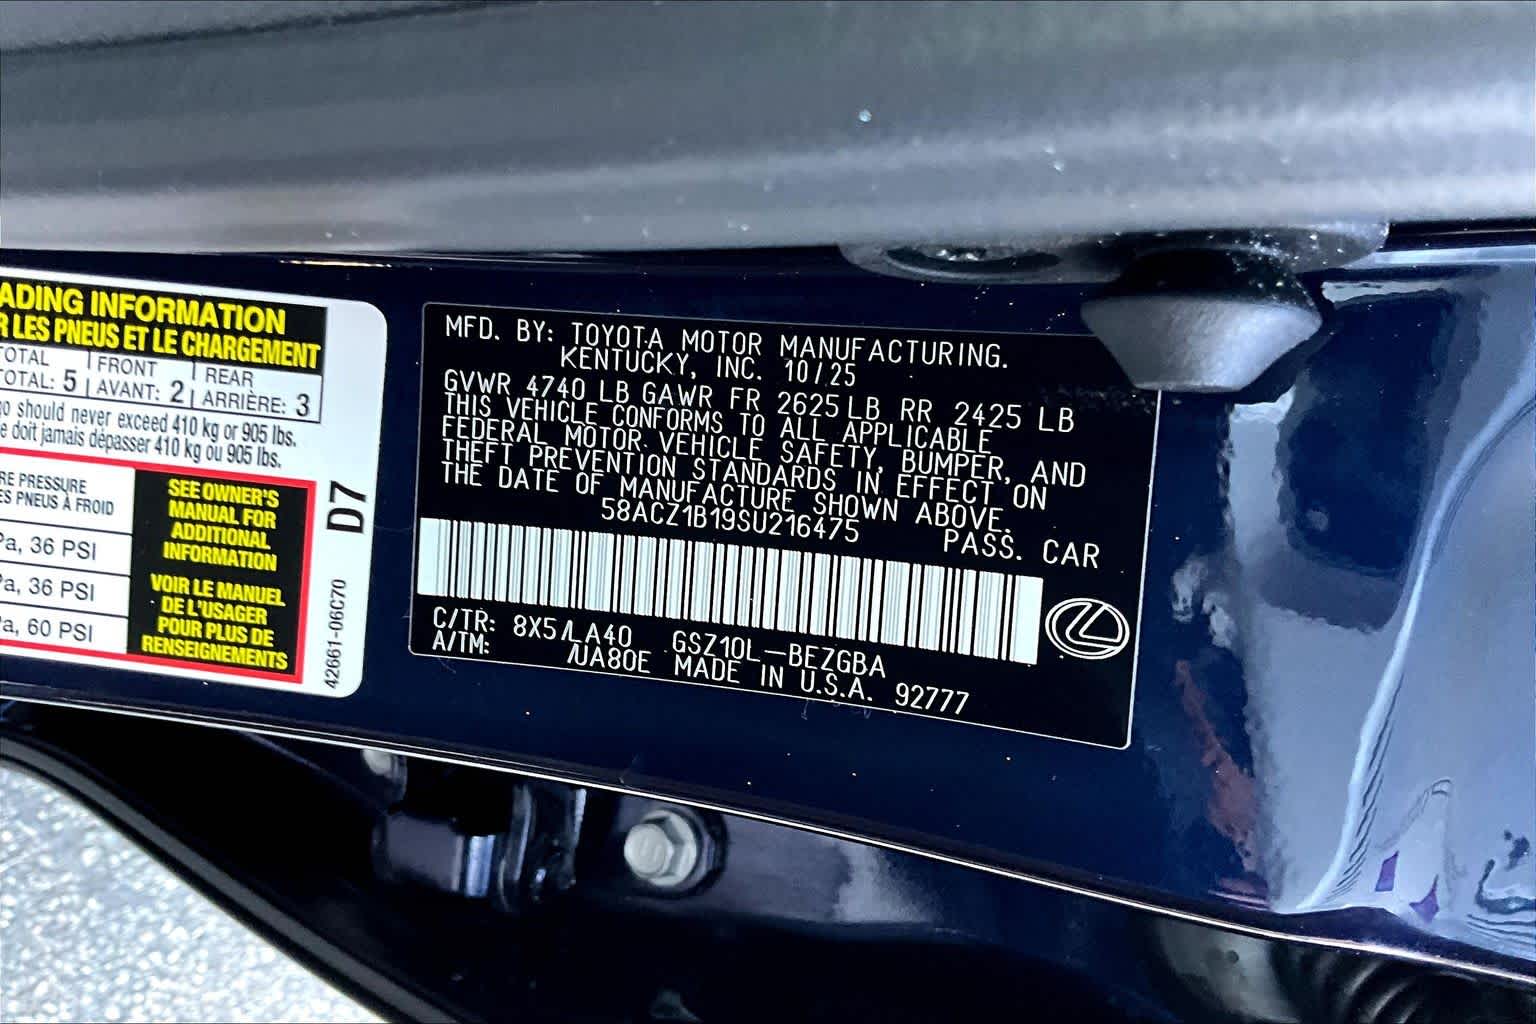 ADING INFORMATION
R LES PNEUS ET LE CHARGEMENT
TOTAL FRONT REAR
TOTAL: 5 AVANT: 2 ARRIÈRE: 3
go should never exceed 410 kg or 905 lbs.
e doit jamais dépasser 410 kg ou 905 lbs.
RE PRESSURE
ES PNEUS À FROID
Pa, 36 PSI
Pa, 36 PSI
Pa, 60 PSI
SEE OWNER'S
MANUAL FOR
ADDITIONAL
INFORMATION
VOIR LE MANUEL
DE L'USAGER
POUR PLUS DE
RENSEIGNEMENTS
D7
42661-06C70
MFD. BY: TOYOTA MOTOR MANUFACTURING.
KENTUCKY, INC. 10/25
GVWR 4740 LB GAWR FR 2625 LB RR 2425 LB
THIS VEHICLE CONFORMS TO ALL APPLICABLE
FEDERAL MOTOR VEHICLE SAFETY, BUMPER, AND
THEFT PREVENTION STANDARDS IN EFFECT ON
THE DATE OF MANUFACTURE SHOWN ABOVE.
58ACZ1B19SU216475 PASS. CAR
C/TR: 8X5/LA40 GSZ10L-BEZGBA
A/TM: /UA80E MADE IN U.S.A. 92777